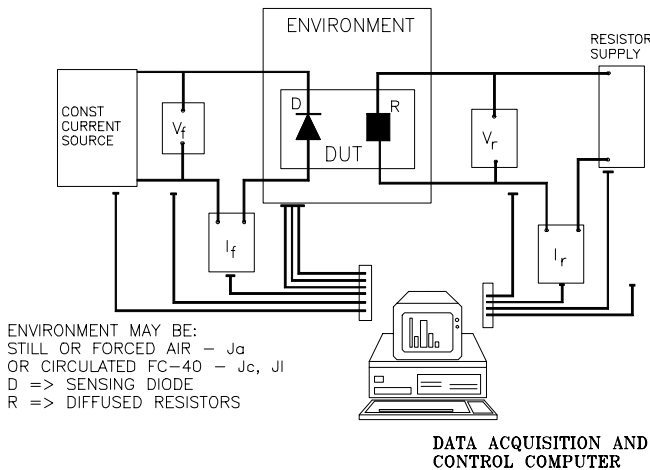 ENVIRONMENT
RESISTOR
SUPPLY
CONST
CURRENT
SOURCE
Vf
D
R
DUT
Vr
If
Ir
ENVIRONMENT MAY BE:
STILL OR FORCED AIR – Ja
OR CIRCULATED FC–40 – Jc, Jl
D => SENSING DIODE
R => DIFFUSED RESISTORS
DATA ACQUISITION AND
CONTROL COMPUTER